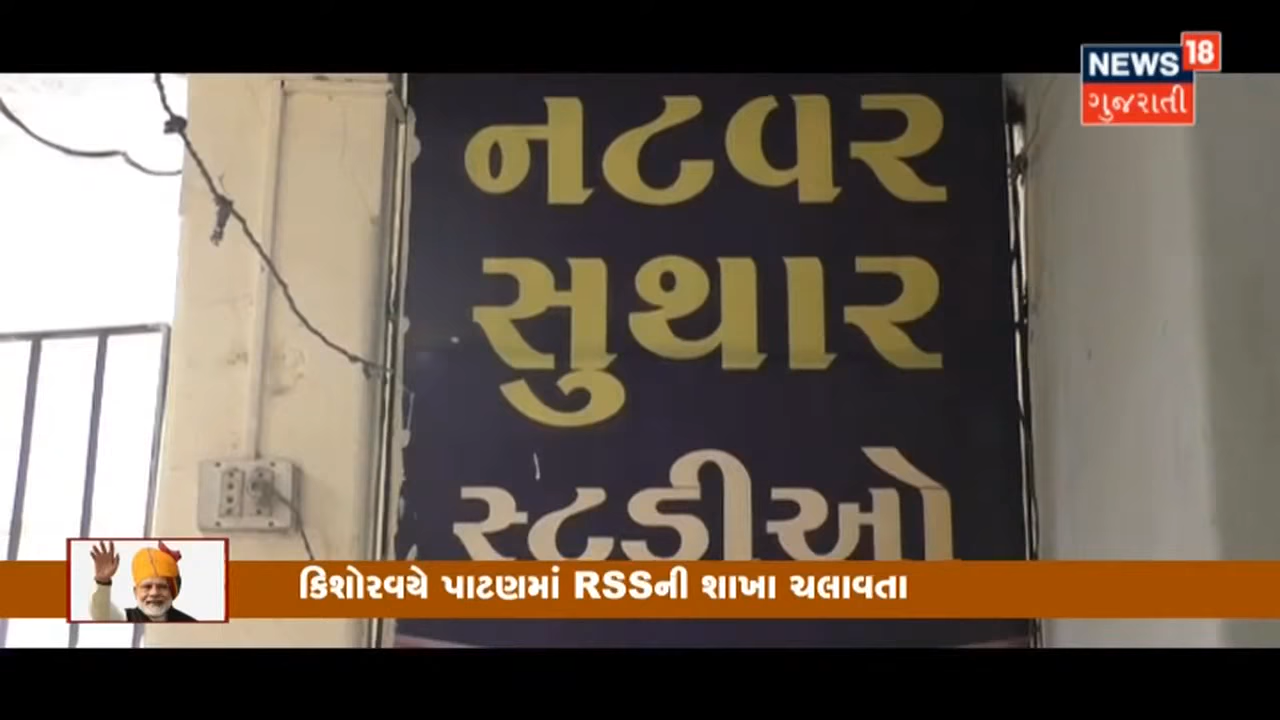 NEWS 18
ગુજરાતી
નટવર
સુથાર
સ્ટડીઓ
કિશોરવયે પાટણમાં RSSની શાખા ચલાવતા